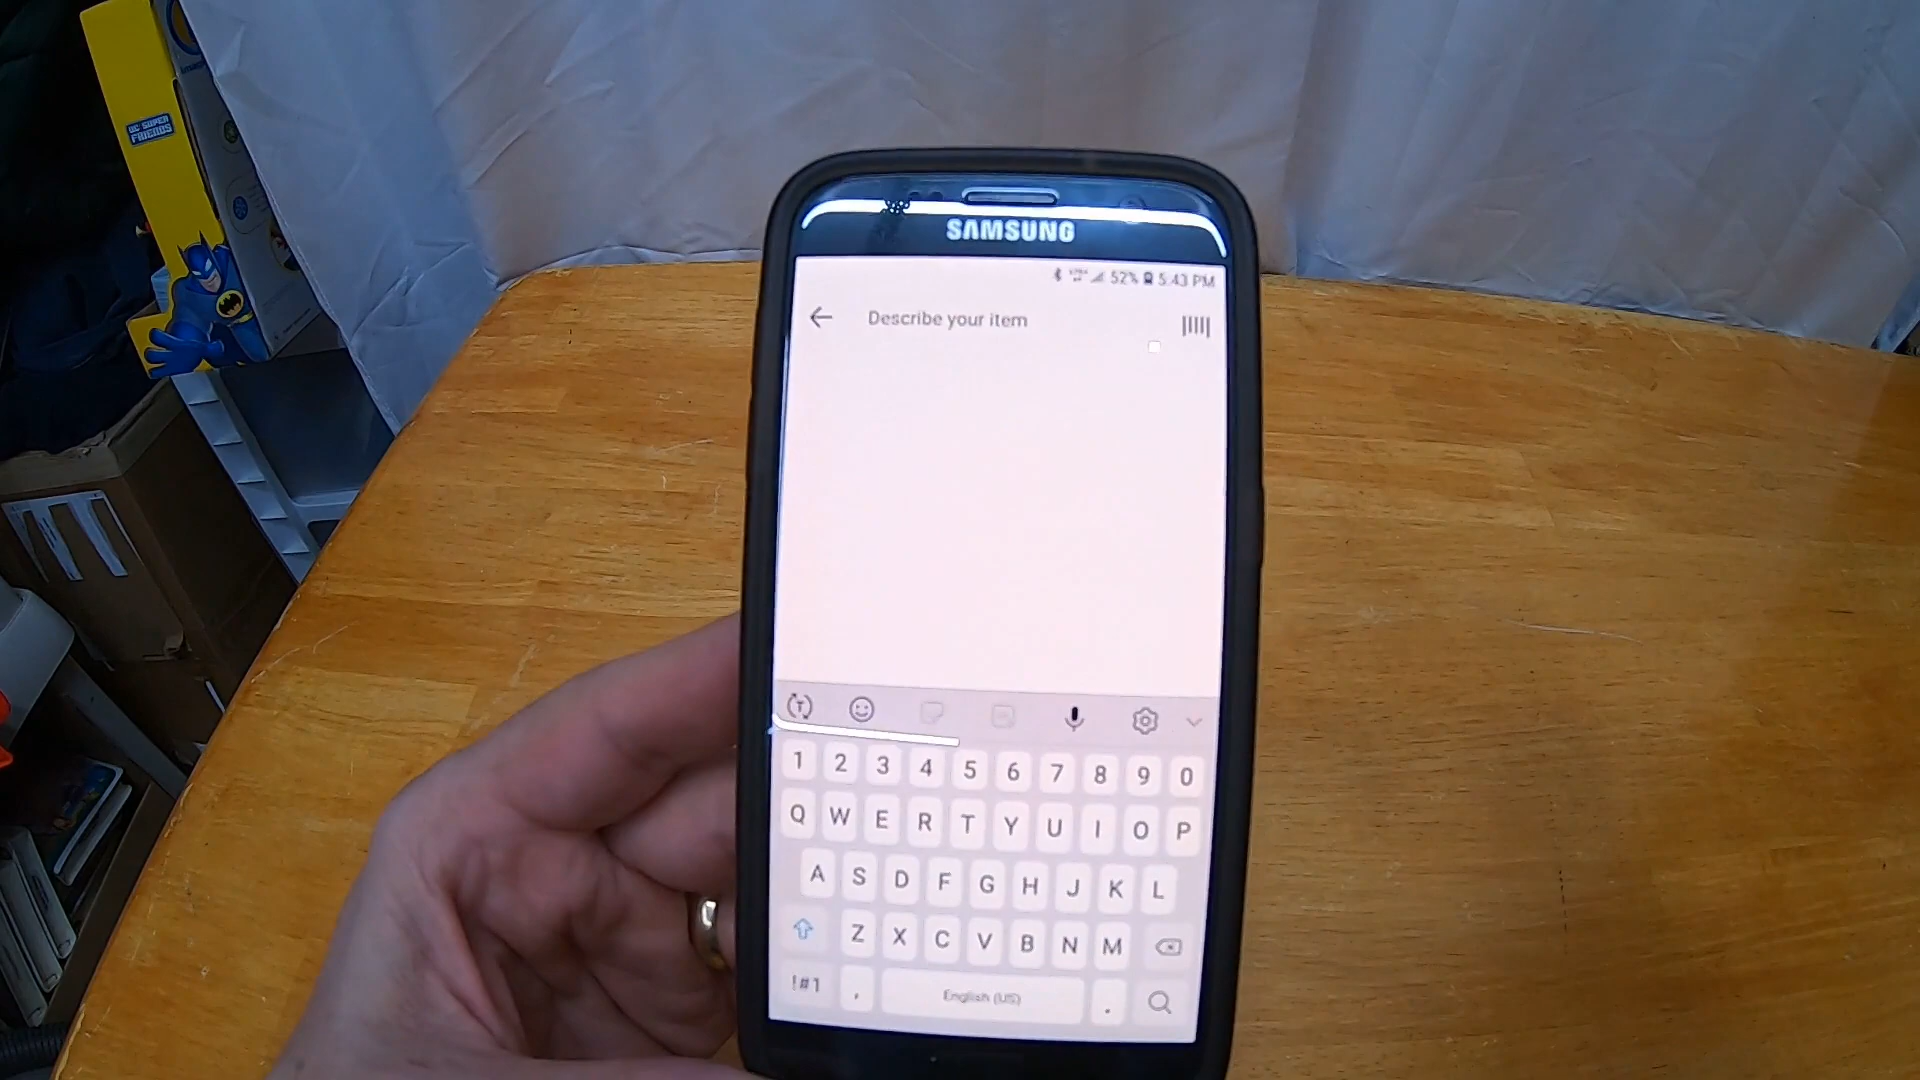 DC SUPER
FRIENDS
SAMSUNG
52% 5:43 PM
Describe your item
1 2 3 4 5 6 7 8 9 0
Q W E R T Y U I O P
A S D F G H J K L
Z X C V B N M
!#1 , English (US) .